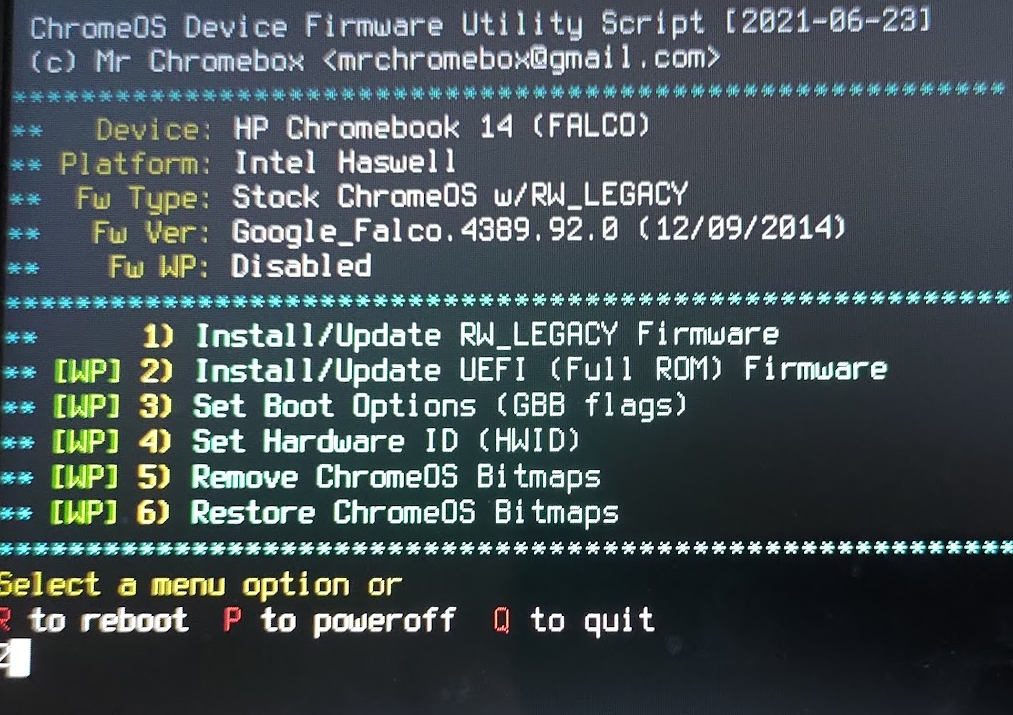 ChromeOS Device Firmware Utility Script [2021-06-23]
(c) Mr Chromebox <mrchromebox@gmail.com>
*********************************************************
** Device: HP Chromebook 14 (FALCO)
** Platform: Intel Haswell
** Fw Type: Stock ChromeOS w/RW_LEGACY
** Fw Ver: Google_Falco.4389.92.0 (12/09/2014)
** Fw WP: Disabled
*********************************************************
** 1) Install/Update RW_LEGACY Firmware
** [WP] 2) Install/Update UEFI (Full ROM) Firmware
** [WP] 3) Set Boot Options (GBB flags)
** [WP] 4) Set Hardware ID (HWID)
** [WP] 5) Remove ChromeOS Bitmaps
** [WP] 6) Restore ChromeOS Bitmaps
*********************************************************
Select a menu option or
R to reboot P to poweroff Q to quit